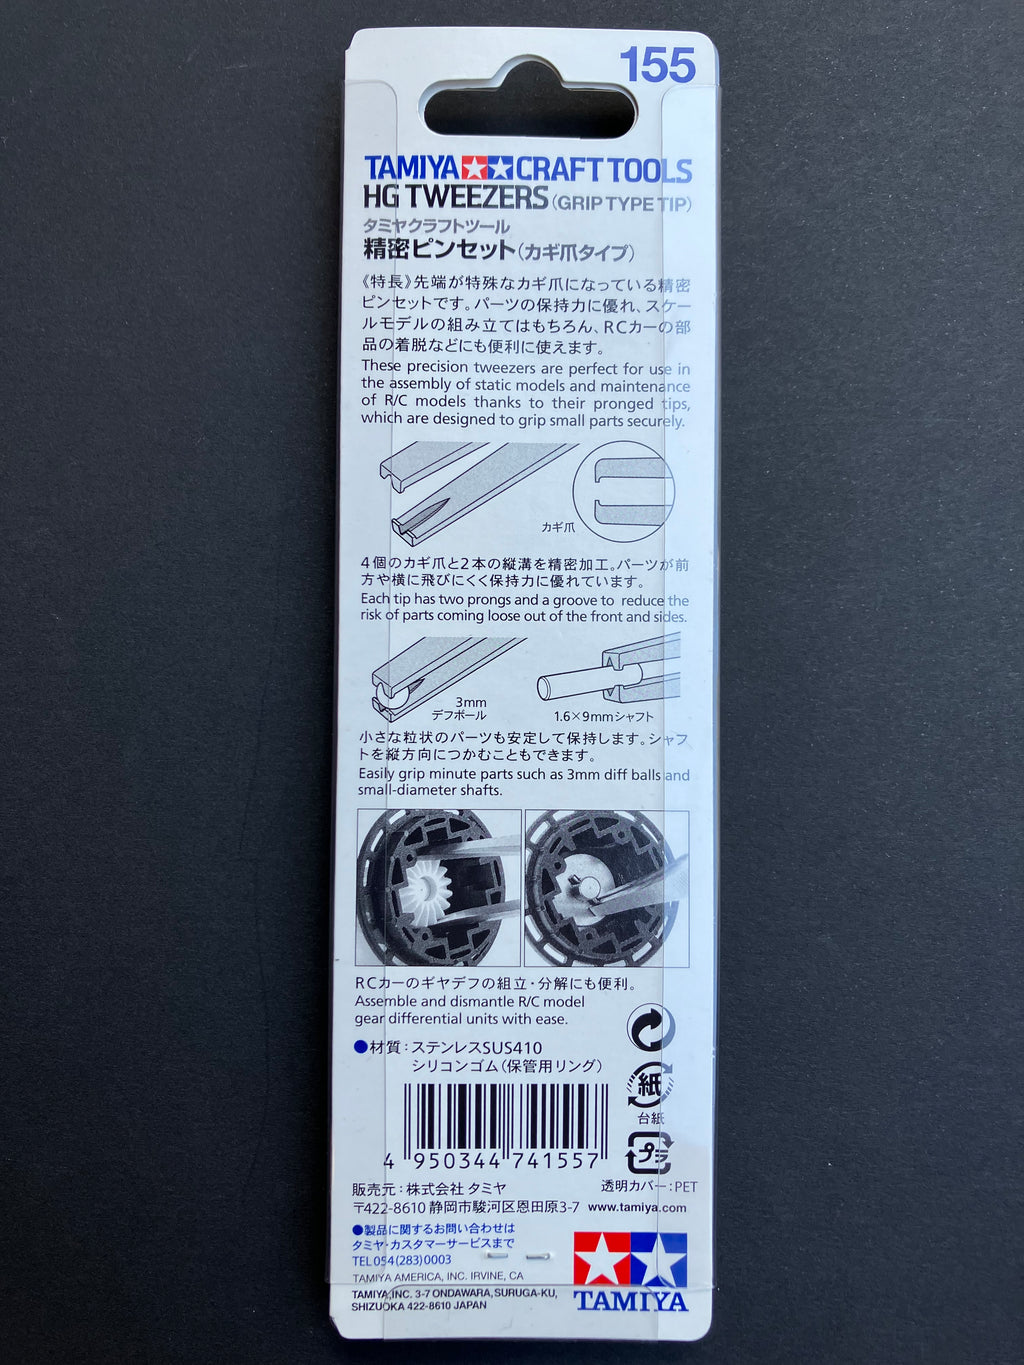 155
TAMIYA CRAFT TOOLS
HG TWEEZERS (GRIP TYPE TIP)
タミヤクラフトツール
精密ピンセット(カギ爪タイプ)
《特長》先端が特殊なカギ爪になっている精密
ピンセットです。パーツの保持力に優れ、スケー
ルモデルの組み立てはもちろん、RCカーの部
品の着脱などにも便利に使えます。
These precision tweezers are perfect for use in
the assembly of static models and maintenance
of R/C models thanks to their pronged tips,
which are designed to grip small parts securely.
カギ爪
4個のカギ爪と2本の縦溝を精密加工。パーツが前
方や横に飛びにくく保持力に優れています。
Each tip has two prongs and a groove to reduce the
risk of parts coming loose out of the front and sides.
3mm
デフボール
1.6×9mmシャフト
小さな粒状のパーツも安定して保持します。シャフ
トを縦方向につかむこともできます。
Easily grip minute parts such as 3mm diff balls and
small-diameter shafts.
RCカーのギヤデフの組立・分解にも便利。
Assemble and dismantle R/C model
gear differential units with ease.
●材質:ステンレスSUS410
シリコンゴム(保管用リング)
紙
台紙
プラ
透明カバー:PET
4 950344 741557
販売元:株式会社 タミヤ
〒422-8610 静岡市駿河区恩田原3-7 www.tamiya.com
●製品に関するお問い合わせは
タミヤ・カスタマーサービスまで
TEL 054(283)0003
TAMIYA AMERICA, INC. IRVINE, CA
TAMIYA,INC. 3-7 ONDAWARA, SURUGA-KU,
SHIZUOKA 422-8610 JAPAN
TAMIYA